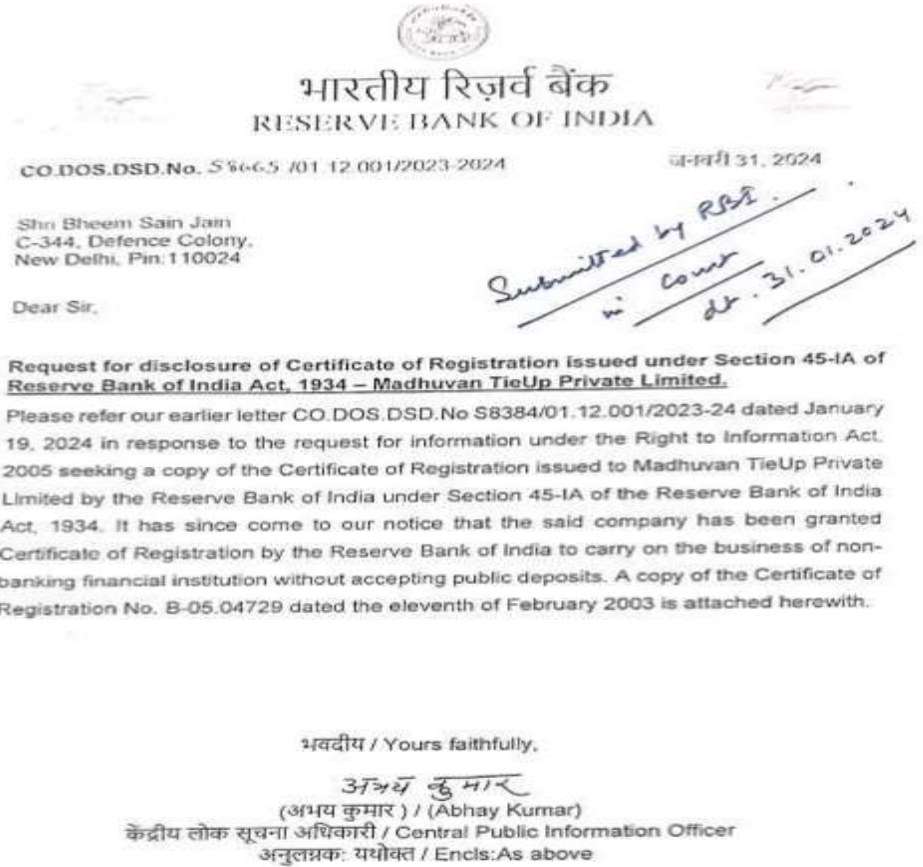 भारतीय रिज़र्व बैंक
RESERVE BANK OF INDIA
CO.DOS.DSD.No. S8665 /01.12.001/2023-2024
जनवरी 31, 2024
Submitted by RBI.
in Court
dt. 31.01.2024
Shri Bheem Sain Jain
C-344, Defence Colony,
New Delhi, Pin:110024
Dear Sir,
Request for disclosure of Certificate of Registration issued under Section 45-IA of
Reserve Bank of India Act, 1934 – Madhuvan TieUp Private Limited.
Please refer our earlier letter CO.DOS.DSD.No S8384/01.12.001/2023-24 dated January
19, 2024 in response to the request for information under the Right to Information Act,
2005 seeking a copy of the Certificate of Registration issued to Madhuvan TieUp Private
LImited by the Reserve Bank of India under Section 45-IA of the Reserve Bank of India
Act, 1934. It has since come to our notice that the said company has been granted
Certificate of Registration by the Reserve Bank of India to carry on the business of non-
banking financial institution without accepting public deposits. A copy of the Certificate of
Registration No. B-05.04729 dated the eleventh of February 2003 is attached herewith.
भवदीय / Yours faithfully,
अभय कुमार
(अभय कुमार ) / (Abhay Kumar)
केंद्रीय लोक सूचना अधिकारी / Central Public Information Officer
अनुलग्नक: यथोक्त / Encls:As above